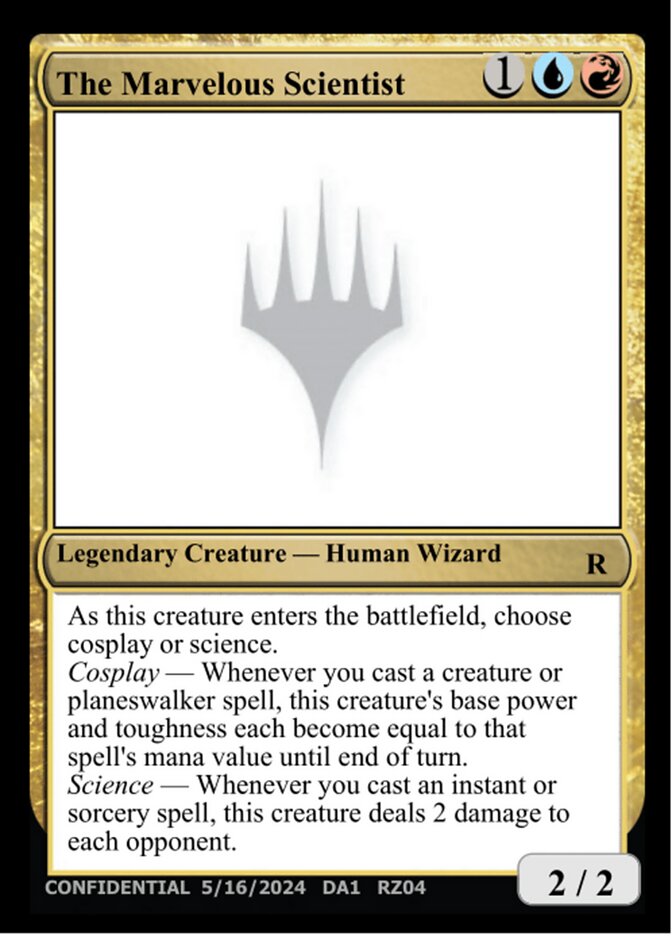 The Marvelous Scientist 1
Legendary Creature — Human Wizard R
As this creature enters the battlefield, choose
cosplay or science.
Cosplay — Whenever you cast a creature or
planeswalker spell, this creature's base power
and toughness each become equal to that
spell's mana value until end of turn.
Science — Whenever you cast an instant or
sorcery spell, this creature deals 2 damage to
each opponent.
CONFIDENTIAL 5/16/2024 DA1 RZ04
2 / 2